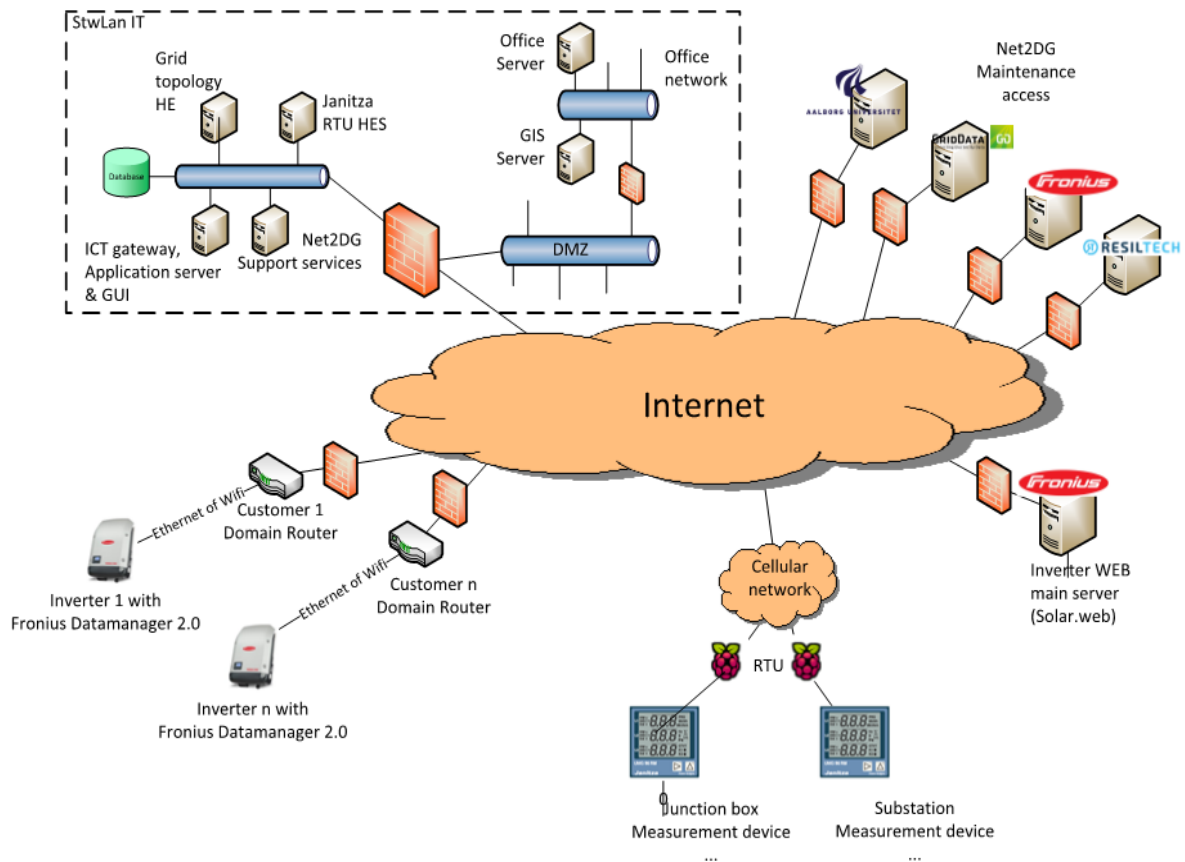 StwLan IT
Grid
topology
HE
Janitza
RTU HES
Database
ICT gateway,
Application server
& GUI
Net2DG
Support services
Office
Server
Office
network
GIS
Server
DMZ
Net2DG
Maintenance
access
AALBORG UNIVERSITET
GRIDDATA
GD
Fronius
RESILTECH
Internet
Ethernet of Wifi
Customer 1
Domain Router
Inverter 1 with
Fronius Datamanager 2.0
Ethernet of Wifi
Customer n
Domain Router
Inverter n with
Fronius Datamanager 2.0
Cellular
network
RTU
Janitza
Janitza
Junction box
Measurement device
...
Substation
Measurement device
...
Fronius
Inverter WEB
main server
(Solar.web)